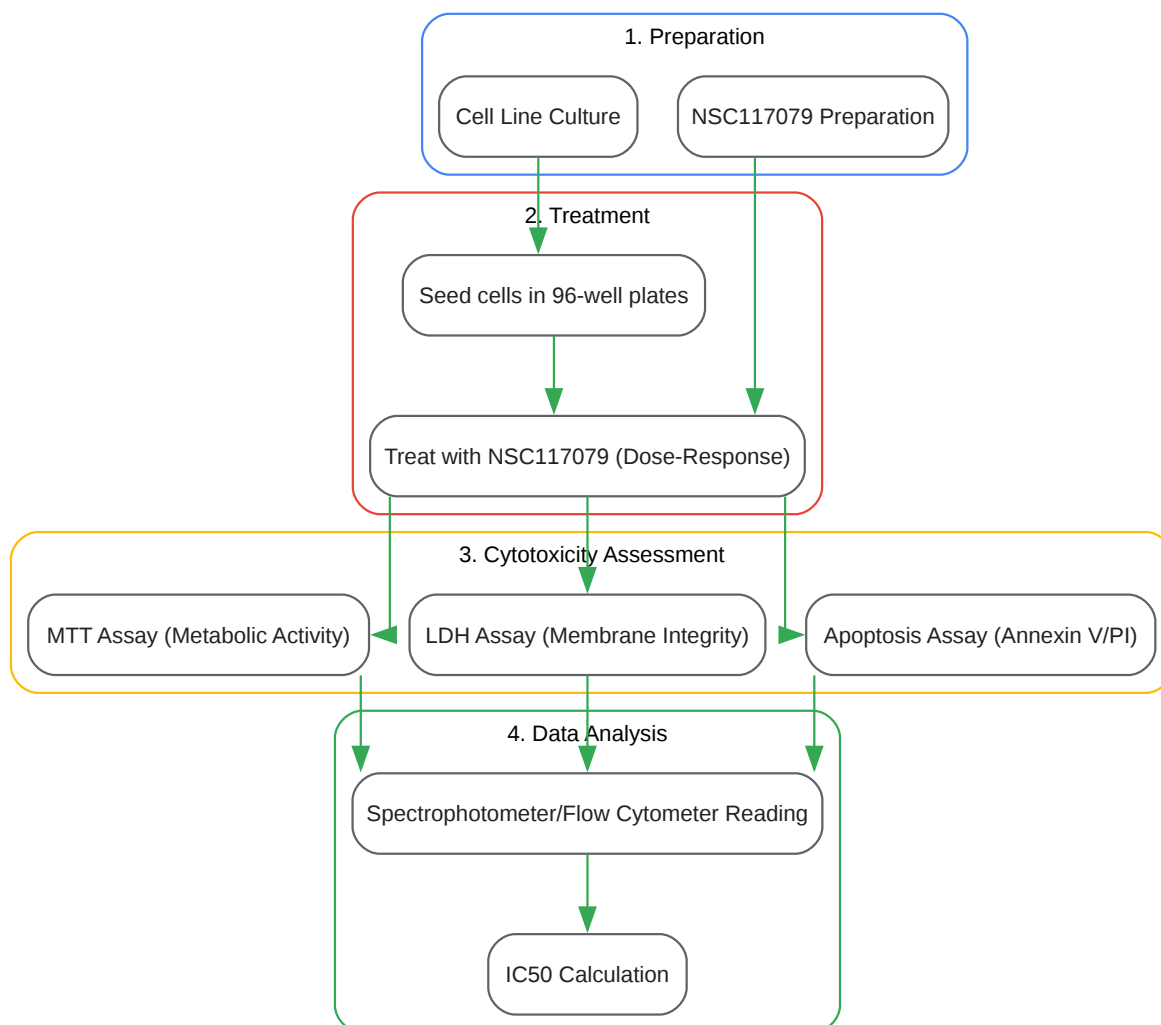 1. Preparation
Cell Line Culture
NSC117079 Preparation
2. Treatment
Seed cells in 96-well plates
Treat with NSC117079 (Dose-Response)
3. Cytotoxicity Assessment
MTT Assay (Metabolic Activity)
LDH Assay (Membrane Integrity)
Apoptosis Assay (Annexin V/PI)
4. Data Analysis
Spectrophotometer/Flow Cytometer Reading
IC50 Calculation